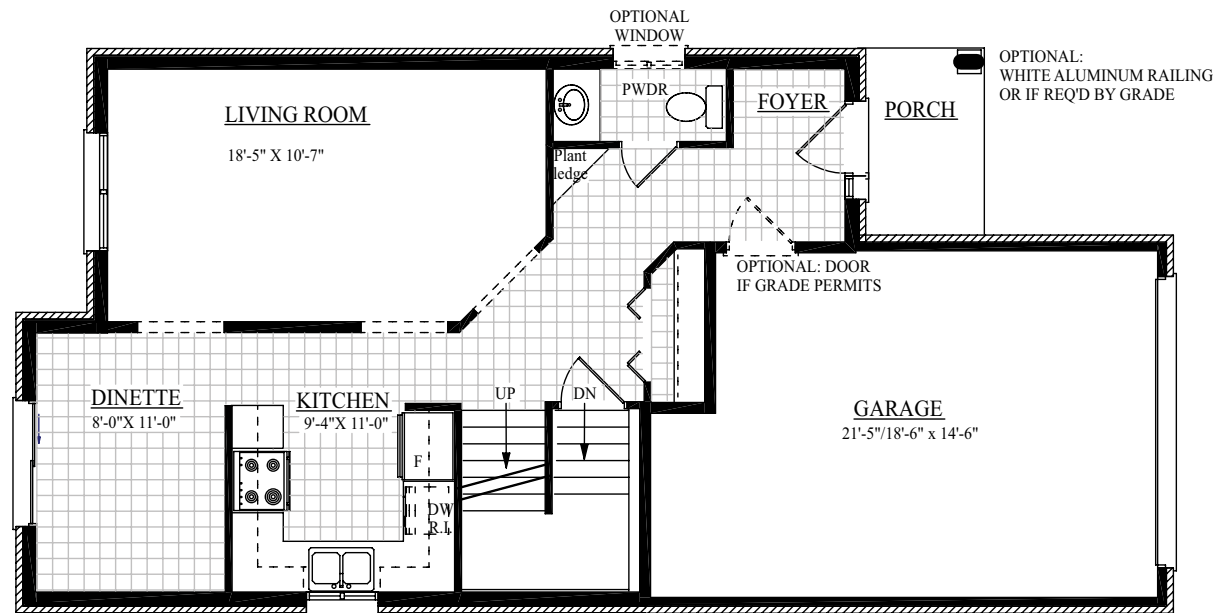 OPTIONAL
WINDOW
OPTIONAL:
WHITE ALUMINUM RAILING
OR IF REQ'D BY GRADE
PWDR
FOYER
PORCH
LIVING ROOM
18'-5" X 10'-7"
Plant
ledge
OPTIONAL: DOOR
IF GRADE PERMITS
DINETTE
8'-0"X 11'-0"
KITCHEN
9'-4"X 11'-0"
UP
DN
GARAGE
21'-5"/18'-6" x 14'-6"
F
DW
R.I.